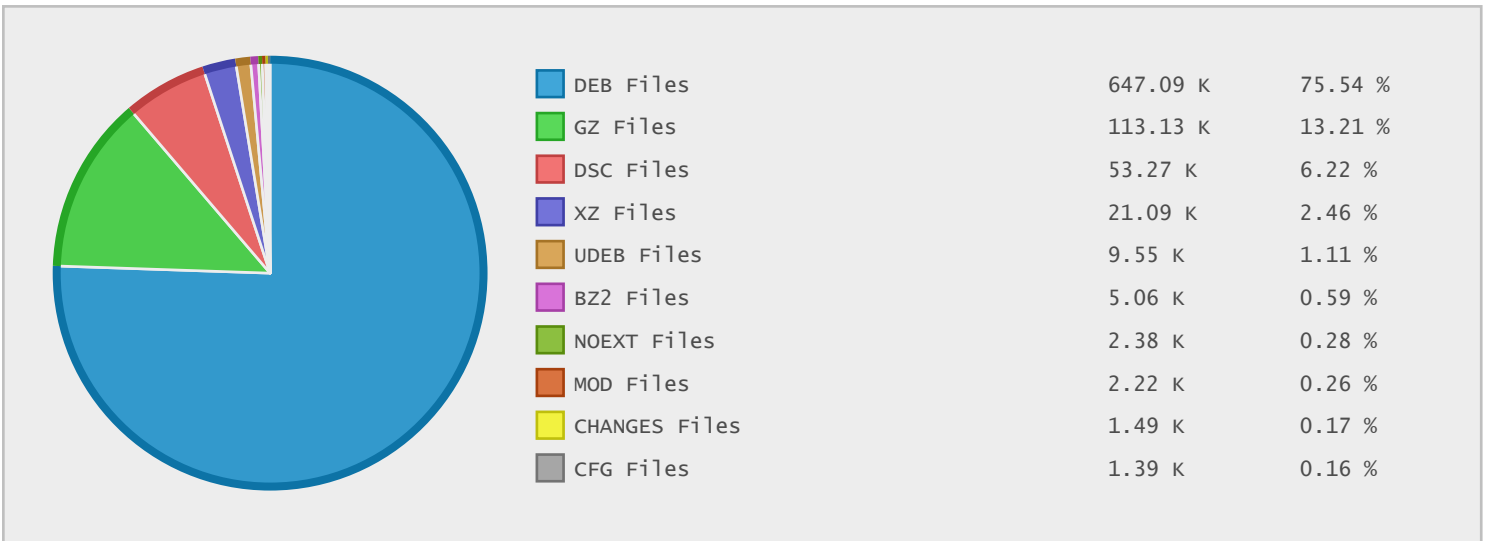 DEB Files 647.09 K 75.54 %
GZ Files 113.13 K 13.21 %
DSC Files 53.27 K 6.22 %
XZ Files 21.09 K 2.46 %
UDEB Files 9.55 K 1.11 %
BZ2 Files 5.06 K 0.59 %
NOEXT Files 2.38 K 0.28 %
MOD Files 2.22 K 0.26 %
CHANGES Files 1.49 K 0.17 %
CFG Files 1.39 K 0.16 %